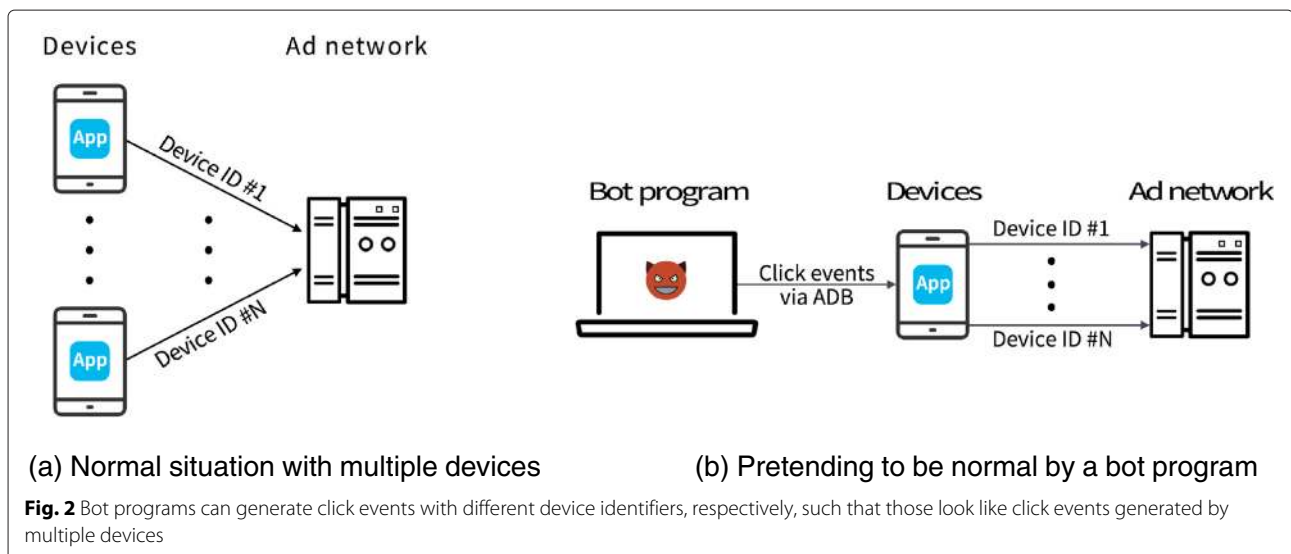 Devices
Ad network
App
Device ID #1
Device ID #N
App
Bot program
Devices
Ad network
Click events
via ADB
App
Device ID #1
Device ID #N
(a) Normal situation with multiple devices
(b) Pretending to be normal by a bot program
Fig. 2 Bot programs can generate click events with different device identifiers, respectively, such that those look like click events generated by
multiple devices